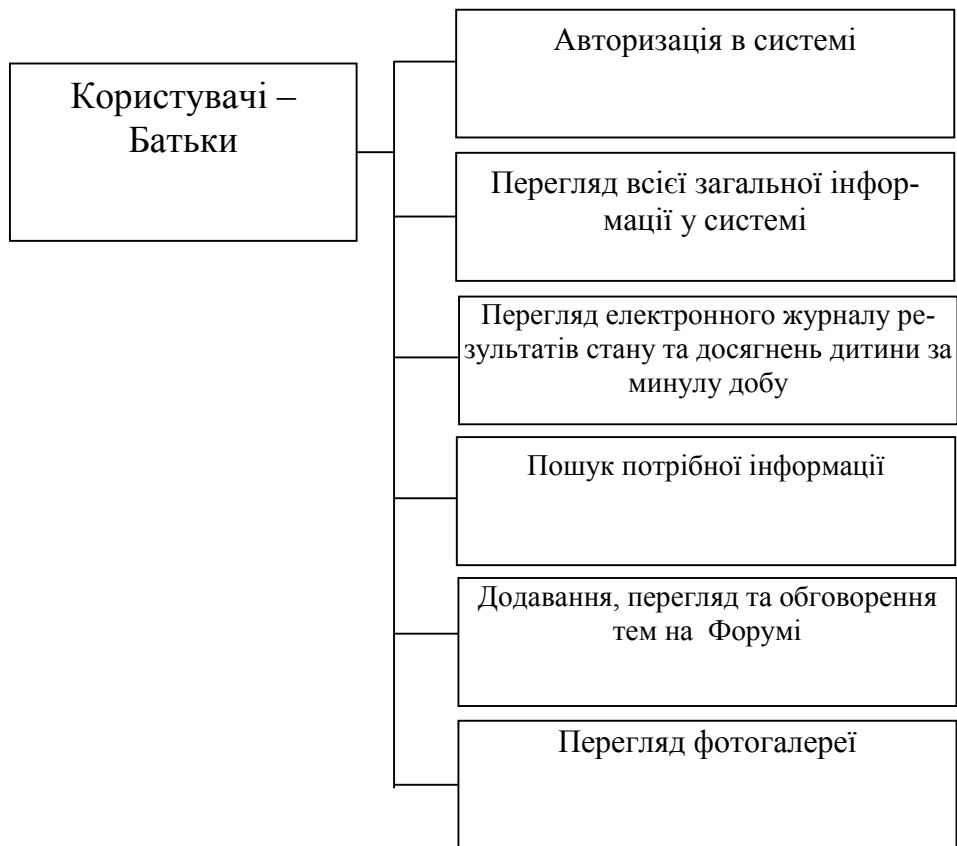 Користувачі –
Батьки
Авторизація в системі
Перегляд всієї загальної інфор-
мації у системі
Перегляд електронного журналу ре-
зультатів стану та досягнень дитини за
минулу добу
Пошук потрібної інформації
Додавання, перегляд та обговорення
тем на  Форумі
Перегляд фотогалереї